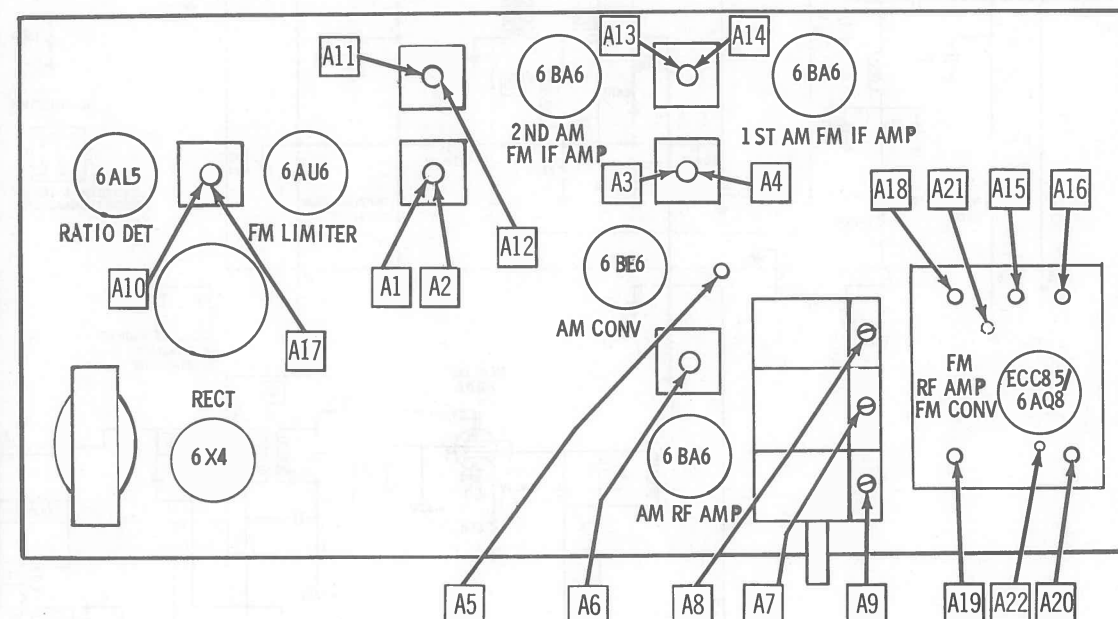 A11
A13
A14
6 BA6
6 BA6
2ND AM
FM IF AMP
1ST AM FM IF AMP
6 AL5
6 AU6
RATIO DET
FM LIMITER
A3
A4
A18
A21
A15
A16
A12
A10
A1
A2
6 BE6
AM CONV
A17
RECT
6 X4
6 BA6
AM RF AMP
FM
RF AMP
FM CONV
ECC85/
6 AQ8
A5
A6
A8
A7
A9
A19
A22
A20